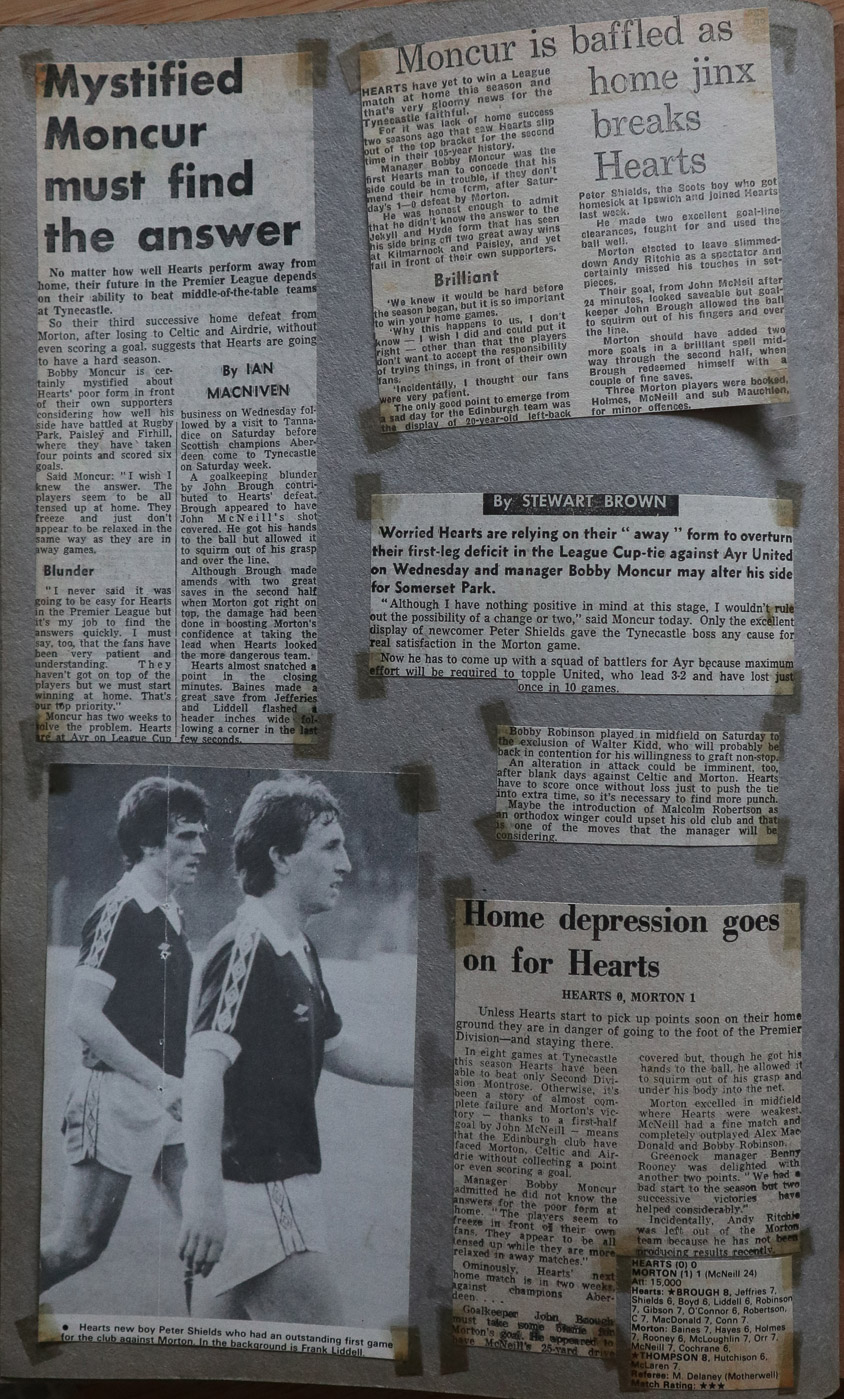 Mystified
Moncur
must find
the answer
No matter how well Hearts perform away from
home, their future in the Premier League depends
on their ability to beat middle-of-the-table teams
at Tynecastle.
So their third successive home defeat from
Morton, after losing to Celtic and Airdrie, without
even scoring a goal, suggests that Hearts are going
to have a hard season.
Bobby Moncur is cer-
tainly mystified about
Hearts' poor form in front
of their own supporters
considering how well his
side have battled at Rugby
Park, Paisley and Firhill,
where they have taken
four points and scored six
goals.
Said Moncur: "I wish I
knew the answer. The
players seem to be all
tensed up at home. They
freeze and just don't
appear to be relaxed in the
same way as they are in
away games.
Blunder
"I never said it was
going to be easy for Hearts
in the Premier League but
it's my job to find the
answers quickly. I must
say, too, that the fans have
been very patient and
understanding. They
haven't got on top of the
players but we must start
winning at home. That's
our top priority."
Moncur has two weeks to
solve the problem. Hearts
are at Ayr on League Cup
By IAN
MACNIVEN
business on Wednesday fol-
lowed by a visit to Tanna-
dice on Saturday before
Scottish champions Aber-
deen come to Tynecastle
on Saturday week.
A goalkeeping blunder
by John Brough contri-
buted to Hearts' defeat.
Brough appeared to have
John McNeill's shot
covered. He got his hands
to the ball but allowed it
to squirm out of his grasp
and over the line.
Although Brough made
amends with two great
saves in the second half
when Morton got right on
top, the damage had been
done in boosting Morton's
confidence at taking the
lead when Hearts looked
the more dangerous team.
Hearts almost snatched a
point in the closing
minutes. Baines made a
great save from Jefferies
and Liddell flashed a
header inches wide fol-
lowing a corner in the last
few seconds.
Moncur is baffled as
home jinx
breaks
Hearts
HEARTS have yet to win a League
match at home this season and
that's very gloomy news for the
Tynecastle faithful.
For it was lack of home success
two seasons ago that saw Hearts slip
out of the top bracket for the second
time in their 105-year history.
Manager Bobby Moncur was the
first Hearts man to concede that his
side could be in trouble, if they don't
mend their home form, after Satur-
day's 1—0 defeat by Morton.
He was honest enough to admit
that he didn't know the answer to the
Jekyll and Hyde form that has seen
his side bring off two great away wins
at Kilmarnock and Paisley, and yet
fail in front of their own supporters.
Brilliant
'We knew it would be hard before
the season began, but it is so important
to win your home games.
'Why this happens to us, I don't
know — I wish I did and could put it
right — other than that the players
don't want to accept the responsibility
of trying things, in front of their own
fans.
'Incidentally, I thought our fans
were very patient.
The only good point to emerge from
a sad day for the Edinburgh team was
the display of 20-year-old left-back
Peter Shields, the Scots boy who got
homesick at Ipswich and joined Hearts
last week.
He made two excellent goal-line
clearances, fought for and used the
ball well.
Morton elected to leave slimmed-
down Andy Ritchie as a spectator and
certainly missed his touches in set-
pieces.
Their goal, from John McNeil after
24 minutes, looked saveable but goal-
keeper John Brough allowed the ball
to squirm out of his fingers and over
the line.
Morton should have added two
more goals in a brilliant spell mid-
way through the second half, when
Brough redeemed himself with a
couple of fine saves.
Three Morton players were booked,
Holmes, McNeill and sub Mauchlen,
for minor offences.
By STEWART BROWN
Worried Hearts are relying on their "away" form to overturn
their first-leg deficit in the League Cup-tie against Ayr United
on Wednesday and manager Bobby Moncur may alter his side
for Somerset Park.
"Although I have nothing positive in mind at this stage, I wouldn't rule
out the possibility of a change or two," said Moncur today. Only the excellent
display of newcomer Peter Shields gave the Tynecastle boss any cause for
real satisfaction in the Morton game.
Now he has to come up with a squad of battlers for Ayr because maximum
effort will be required to topple United, who lead 3-2 and have lost just
once in 10 games.
Bobby Robinson played in midfield on Saturday to
the exclusion of Walter Kidd, who will probably be
back in contention for his willingness to graft non-stop.
An alteration in attack could be imminent, too,
after blank days against Celtic and Morton. Hearts
have to score once without loss just to push the tie
into extra time, so it's necessary to find more punch.
Maybe the introduction of Malcolm Robertson as
an orthodox winger could upset his old club and that
is one of the moves that the manager will be
considering.
Home depression goes
on for Hearts
HEARTS 0, MORTON 1
Unless Hearts start to pick up points soon on their home
ground they are in danger of going to the foot of the Premier
Division—and staying there.
In eight games at Tynecastle
this season Hearts have been
able to beat only Second Divi-
sion Montrose. Otherwise, it's
been a story of almost com-
plete failure and Morton's vic-
tory — thanks to a first-half
goal by John McNeill — means
that the Edinburgh club have
faced Morton, Celtic and Air-
drie without collecting a point
or even scoring a goal.
Manager Bobby Moncur
admitted he did not know the
answers for the poor form at
home. "The players seem to
freeze in front of their own
fans. They appear to be all
tensed up while they are more
relaxed in away matches."
Ominously, Hearts' next
home match is in two weeks,
against champions Aber-
deen. . . .
Goalkeeper John Brough
must take some blame for
Morton's goal. He appeared to
have McNeill's 25-yard drive
covered but, though he got his
hands to the ball, he allowed it
to squirm out of his grasp and
under his body into the net.
Morton excelled in midfield
where Hearts were weakest.
McNeill had a fine match and
completely outplayed Alex Mac-
Donald and Bobby Robinson.
Greenock manager Benny
Rooney was delighted with
another two points. "We had a
bad start to the season but two
successive victories have
helped considerably."
Incidentally, Andy Ritchie
was left out of the Morton
team because he has not been
producing results recently.
HEARTS (0) 0
MORTON (1) 1 (McNeill 24)
Att: 15,000
Hearts: ★BROUGH 8, Jeffries 7,
Shields 6, Boyd 6, Liddell 6, Robinson
7, Gibson 7, O'Connor 6, Robertson,
C 7, MacDonald 7, Conn 7.
Morton: Baines 7, Hayes 6, Holmes
7, Rooney 6, McLoughlin 7, Orr 7,
McNeill 7, Cochrane 6,
★THOMPSON 8, Hutchison 6,
McLaren 7.
Referee: M. Delaney (Motherwell)
Match Rating: ★★★
● Hearts new boy Peter Shields who had an outstanding first game
for the club against Morton. In the background is Frank Liddell.